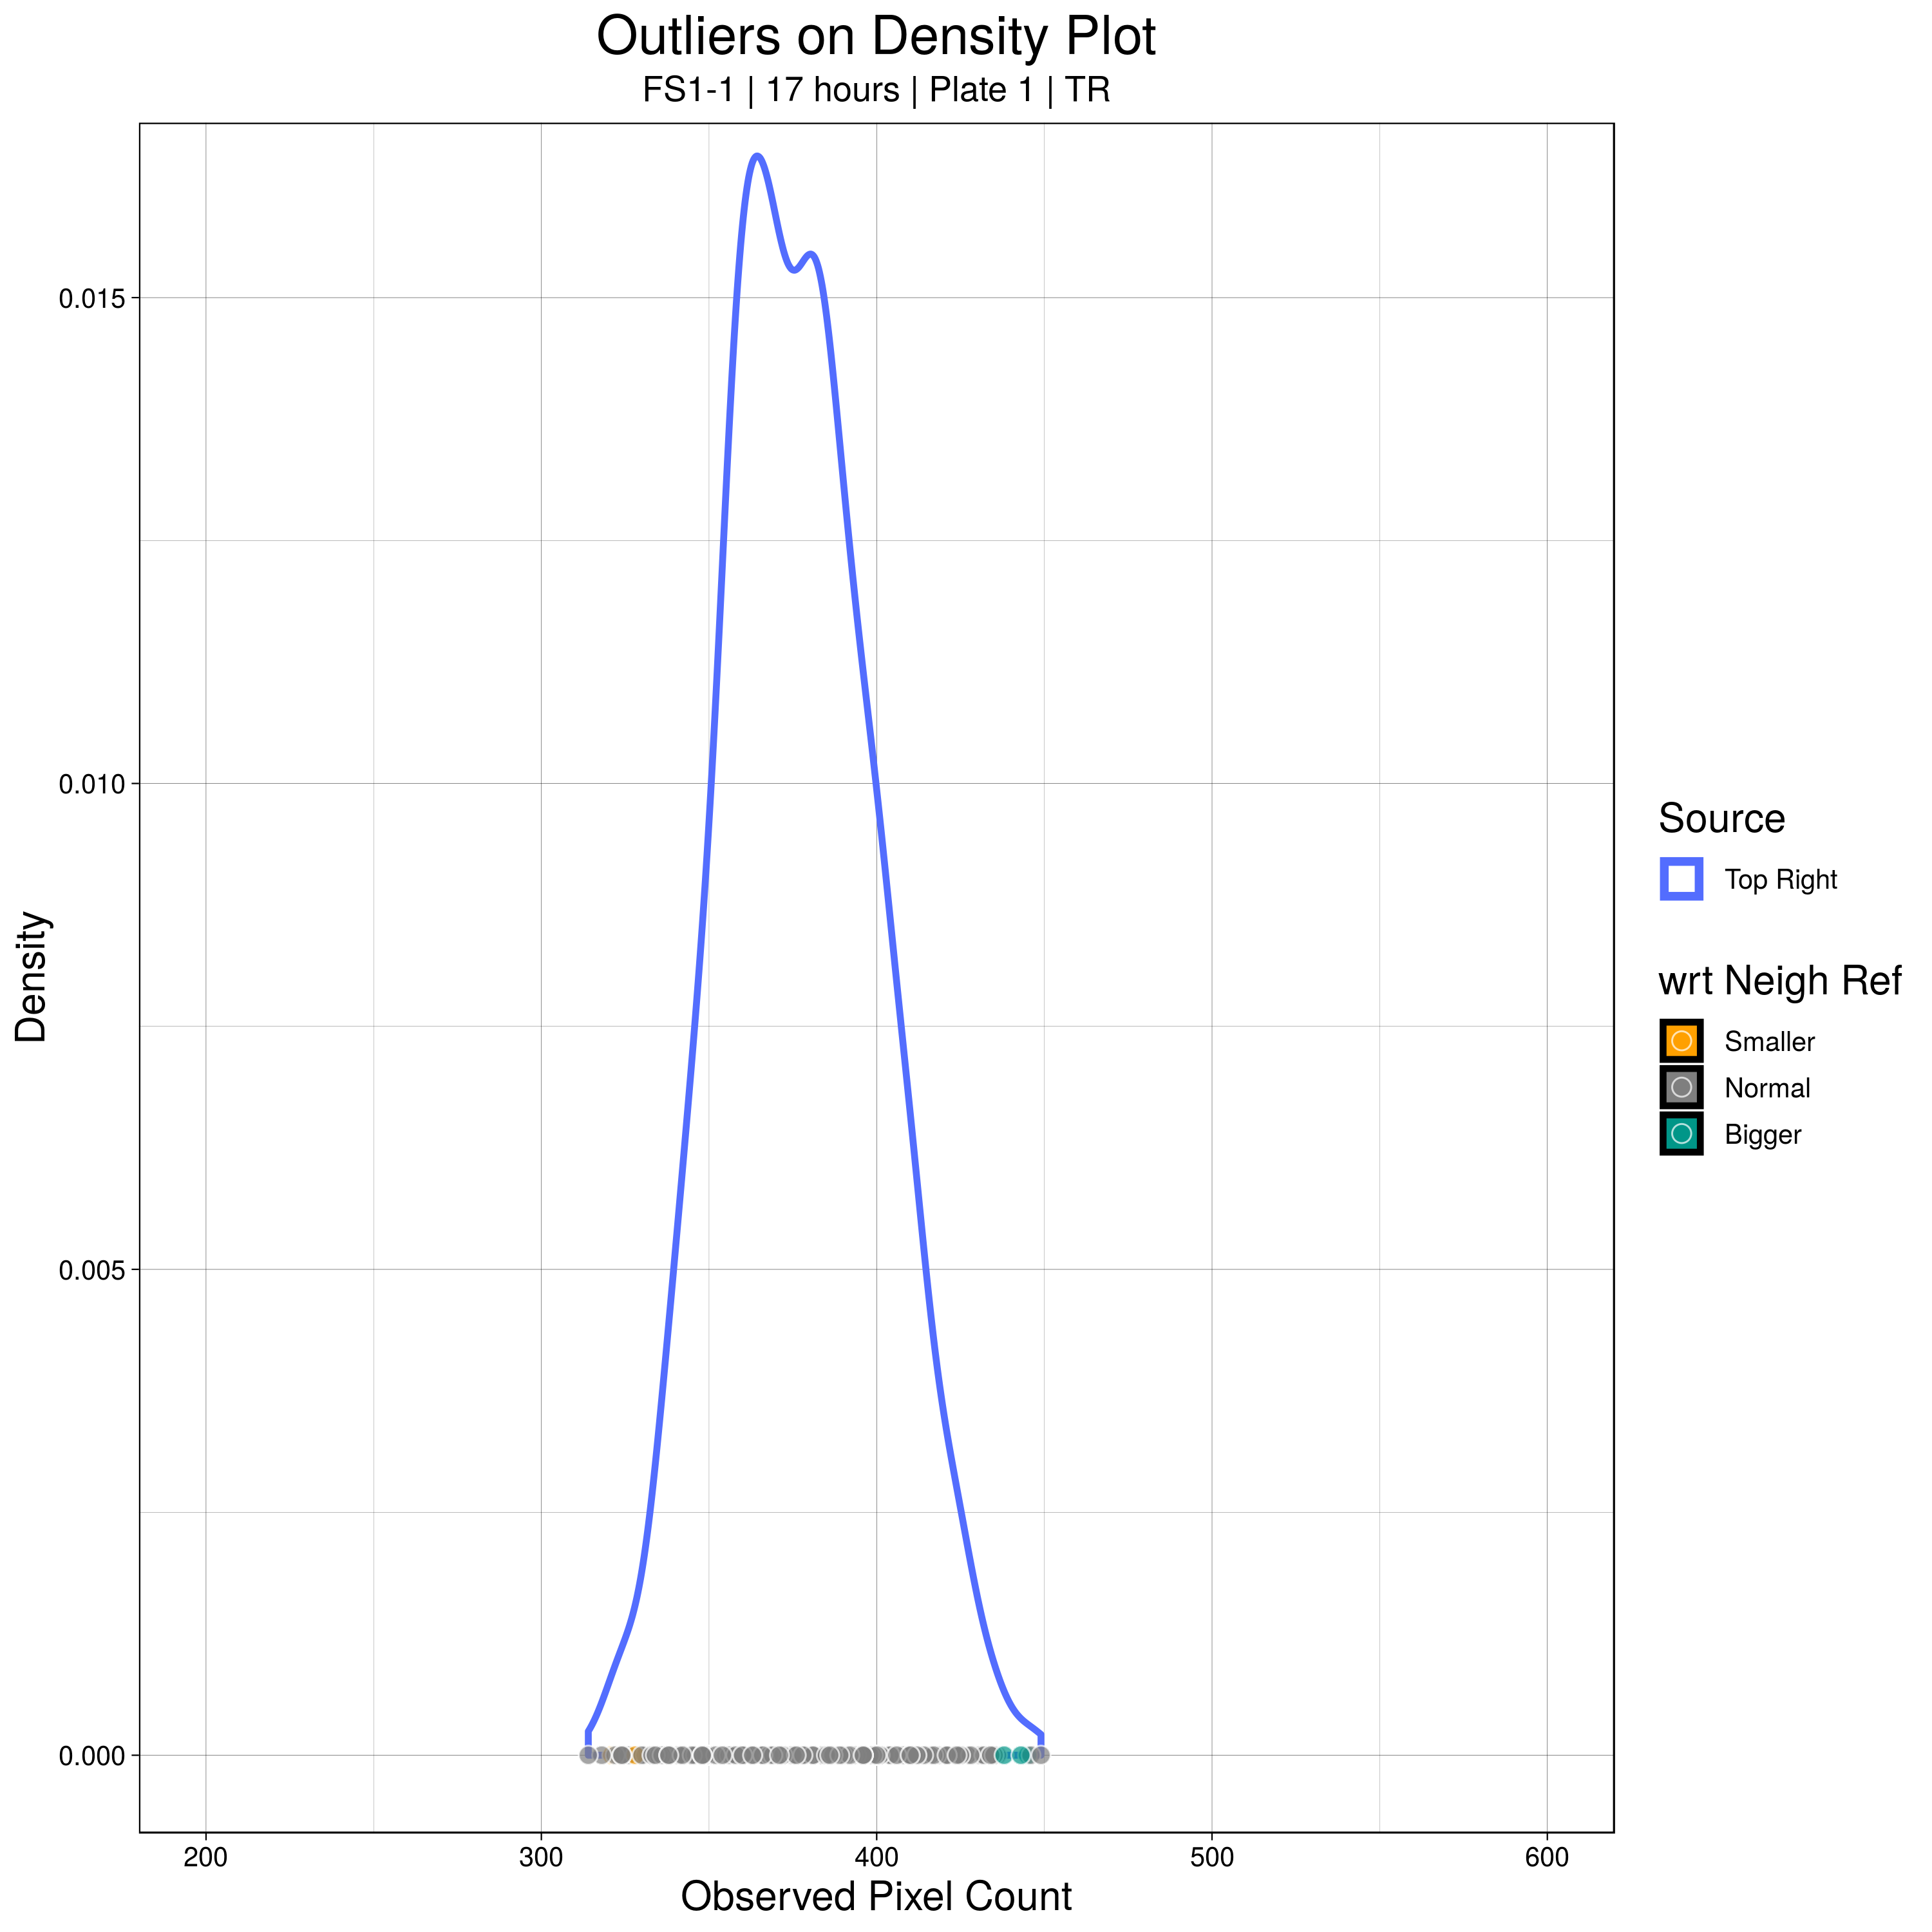 Outliers on Density Plot
FS1-1 | 17 hours | Plate 1 | TR
Density
0.015
0.010
0.005
0.000
200
300
400
500
600
Observed Pixel Count
Source
Top Right
wrt Neigh Ref
Smaller
Normal
Bigger